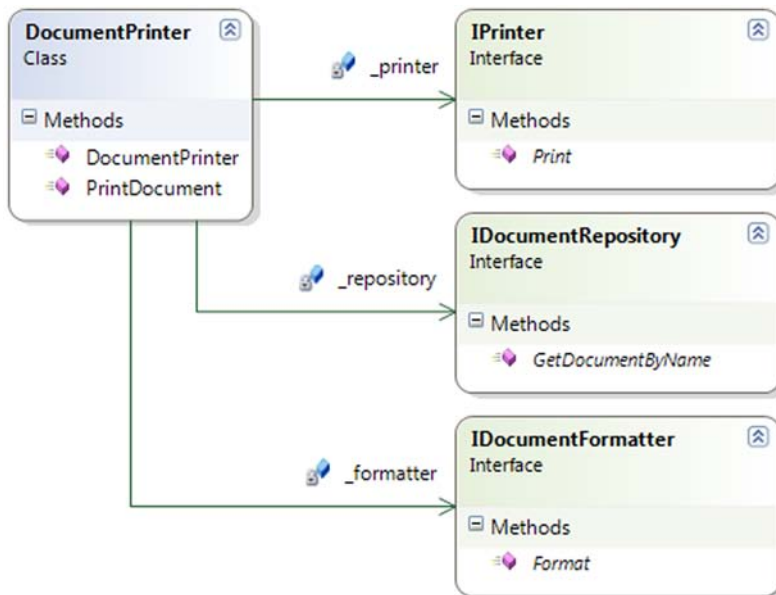 DocumentPrinter
Class
Methods
DocumentPrinter
PrintDocument
_printer
IPrinter
Interface
Methods
Print
_repository
IDocumentRepository
Interface
Methods
GetDocumentByName
_formatter
IDocumentFormatter
Interface
Methods
Format